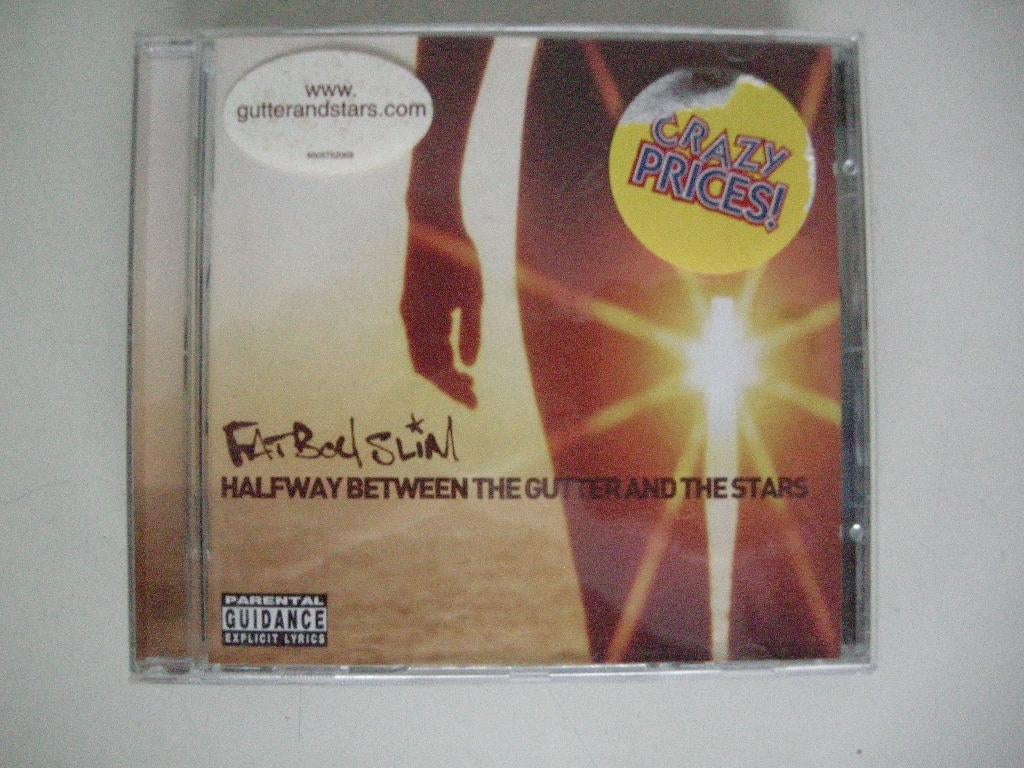 www.
gutterandstars.com
CRAZY
PRICES!
FATBOY SLIM
HALFWAY BETWEEN THE GUTTER AND THE STARS
PARENTAL
GUIDANCE
EXPLICIT LYRICS